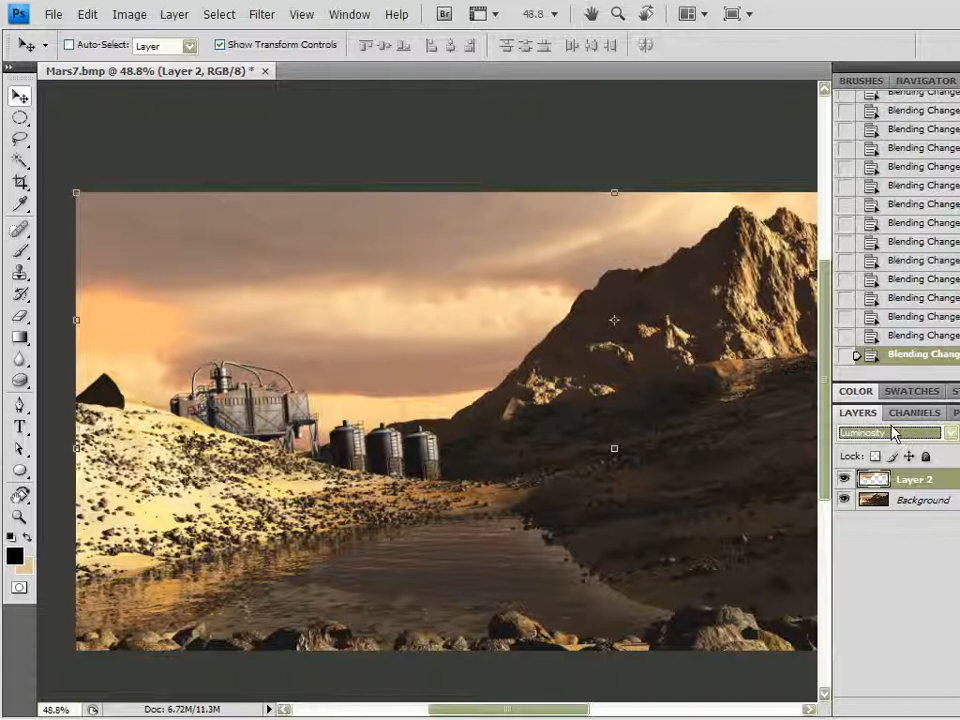 Ps File Edit Image Layer Select Filter View Window Help Br 48.8
Auto-Select: Layer Show Transform Controls
Mars7.bmp @ 48.8% (Layer 2, RGB/8) *
BRUSHES NAVIGATOR
Blending Change
Blending Change
Blending Change
Blending Change
Blending Change
Blending Change
Blending Change
Blending Change
Blending Change
Blending Change
Blending Change
Blending Change
Blending Change
Blending Change
Blending Chang
COLOR SWATCHES ST
LAYERS CHANNELS P
Luminosity
Lock:
Layer 2
Background
T
48.8% Doc: 6.72M/11.3M